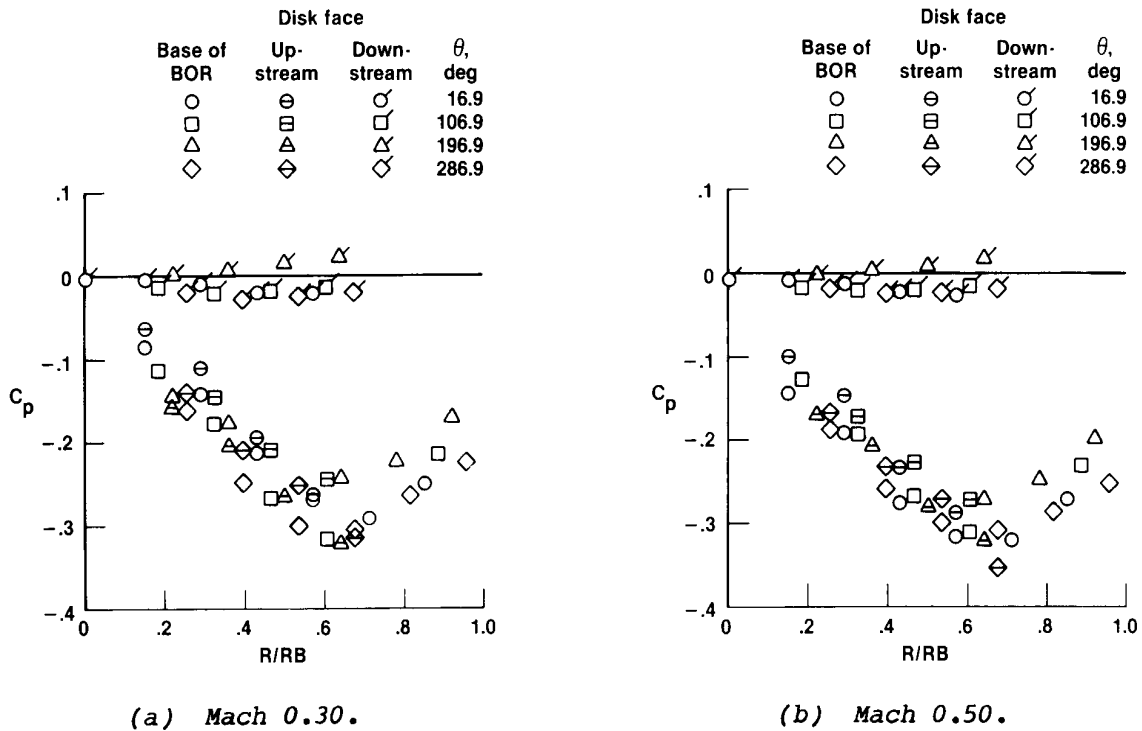 Disk face
Base of BOR Up-stream Down-stream θ, deg
16.9
106.9
196.9
286.9
.1
0
−.1
Cp
−.2
−.3
−.4
0 .2 .4 .6 .8 1.0
R/RB
(a) Mach 0.30.
Disk face
Base of BOR Up-stream Down-stream θ, deg
16.9
106.9
196.9
286.9
.1
0
−.1
Cp
−.2
−.3
−.4
0 .2 .4 .6 .8 1.0
R/RB
(b) Mach 0.50.